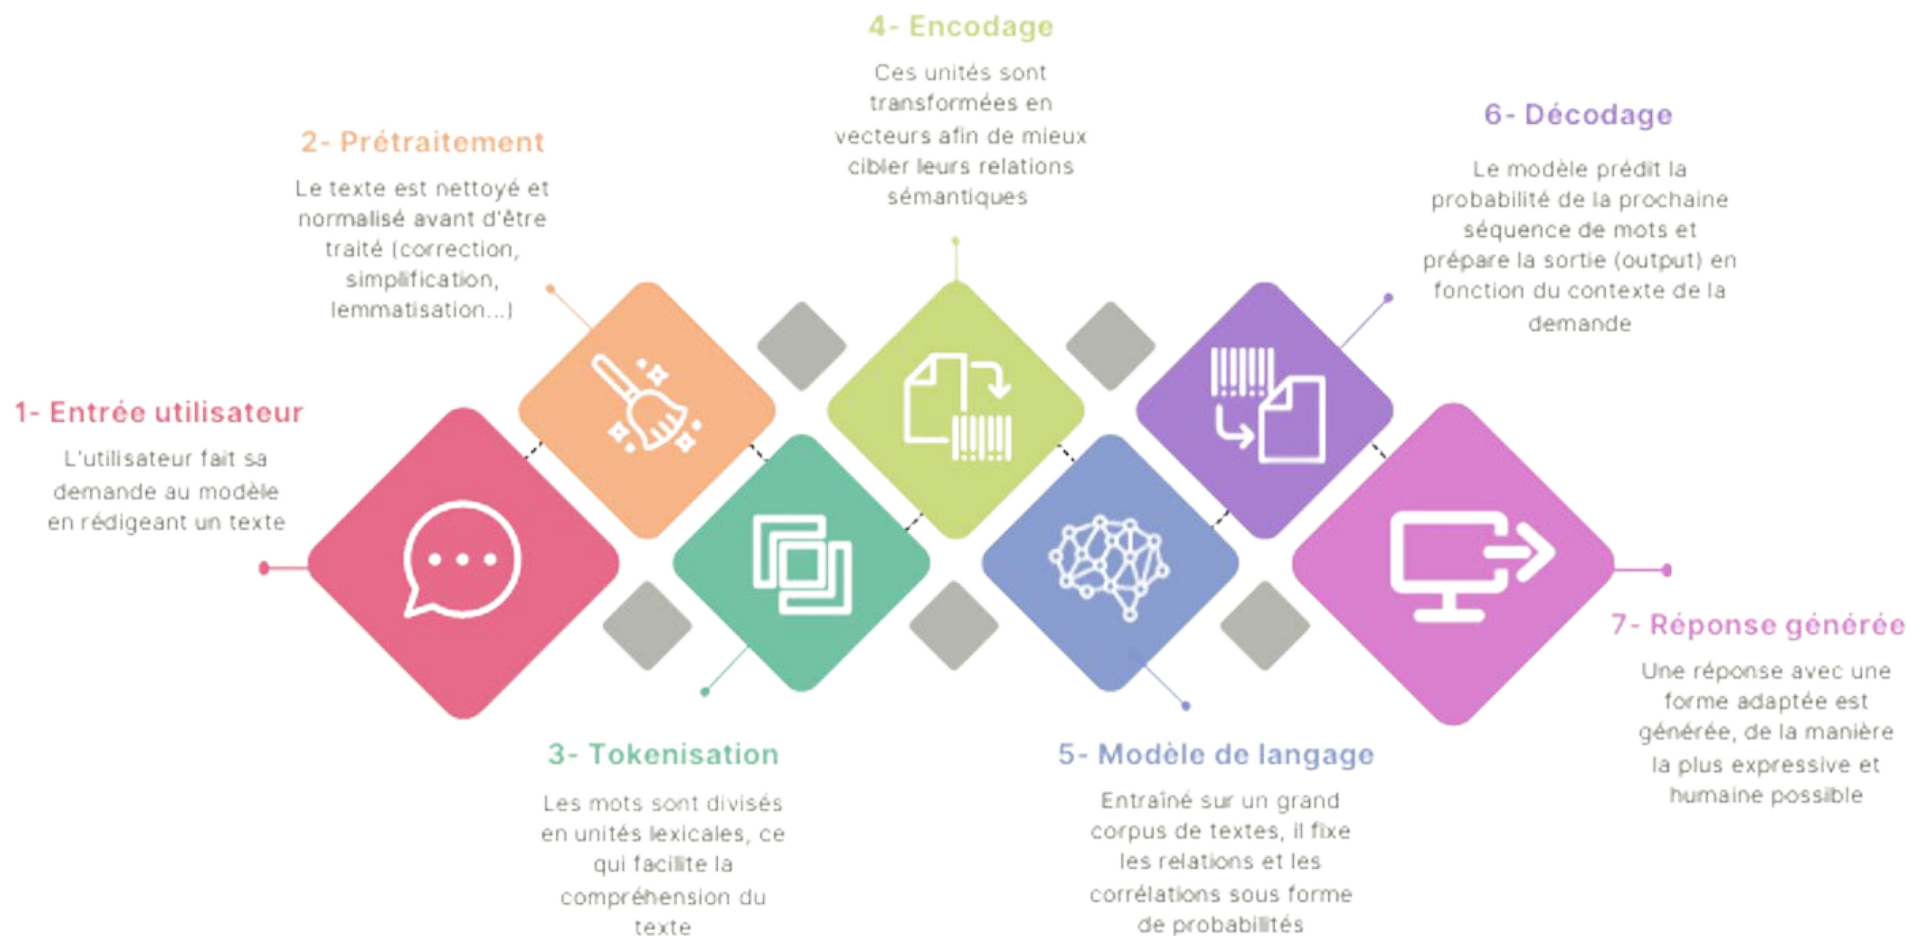 1- Entrée utilisateur
L'utilisateur fait sa
demande au modèle
en rédigeant un texte
2- Prétraitement
Le texte est nettoyé et
normalisé avant d'être
traité (correction,
simplification,
lemmatisation...)
3- Tokenisation
Les mots sont divisés
en unités lexicales, ce
qui facilite la
compréhension du
texte
4- Encodage
Ces unités sont
transformées en
vecteurs afin de mieux
cibler leurs relations
sémantiques
5- Modèle de langage
Entraîné sur un grand
corpus de textes, il fixe
les relations et les
corrélations sous forme
de probabilités
6- Décodage
Le modèle prédit la
probabilité de la prochaine
séquence de mots et
prépare la sortie (output) en
fonction du contexte de la
demande
7- Réponse générée
Une réponse avec une
forme adaptée est
générée, de la manière
la plus expressive et
humaine possible